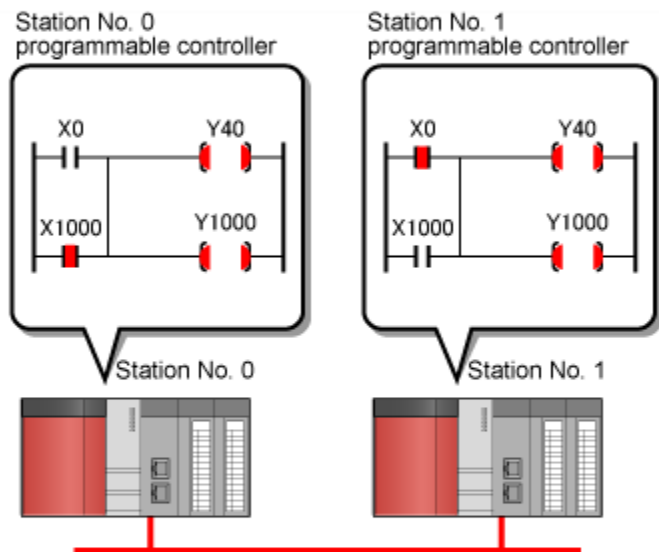 Station No. 0
programmable controller
Station No. 1
programmable controller
X0
Y40
X1000
Y1000
X0
Y40
X1000
Y1000
Station No. 0
Station No. 1